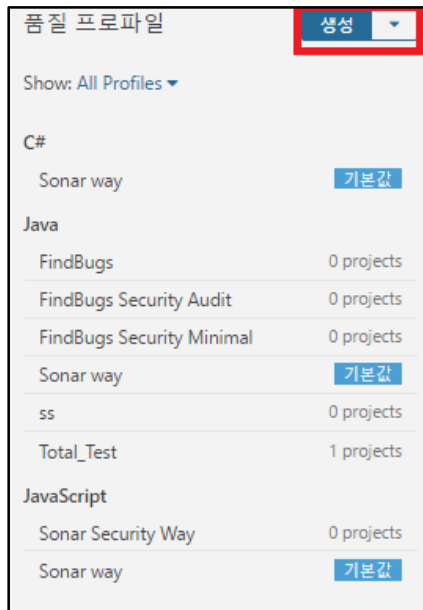 품질 프로파일 생성
Show: All Profiles
C#
Sonar way 기본값
Java
FindBugs 0 projects
FindBugs Security Audit 0 projects
FindBugs Security Minimal 0 projects
Sonar way 기본값
ss 0 projects
Total_Test 1 projects
JavaScript
Sonar Security Way 0 projects
Sonar way 기본값